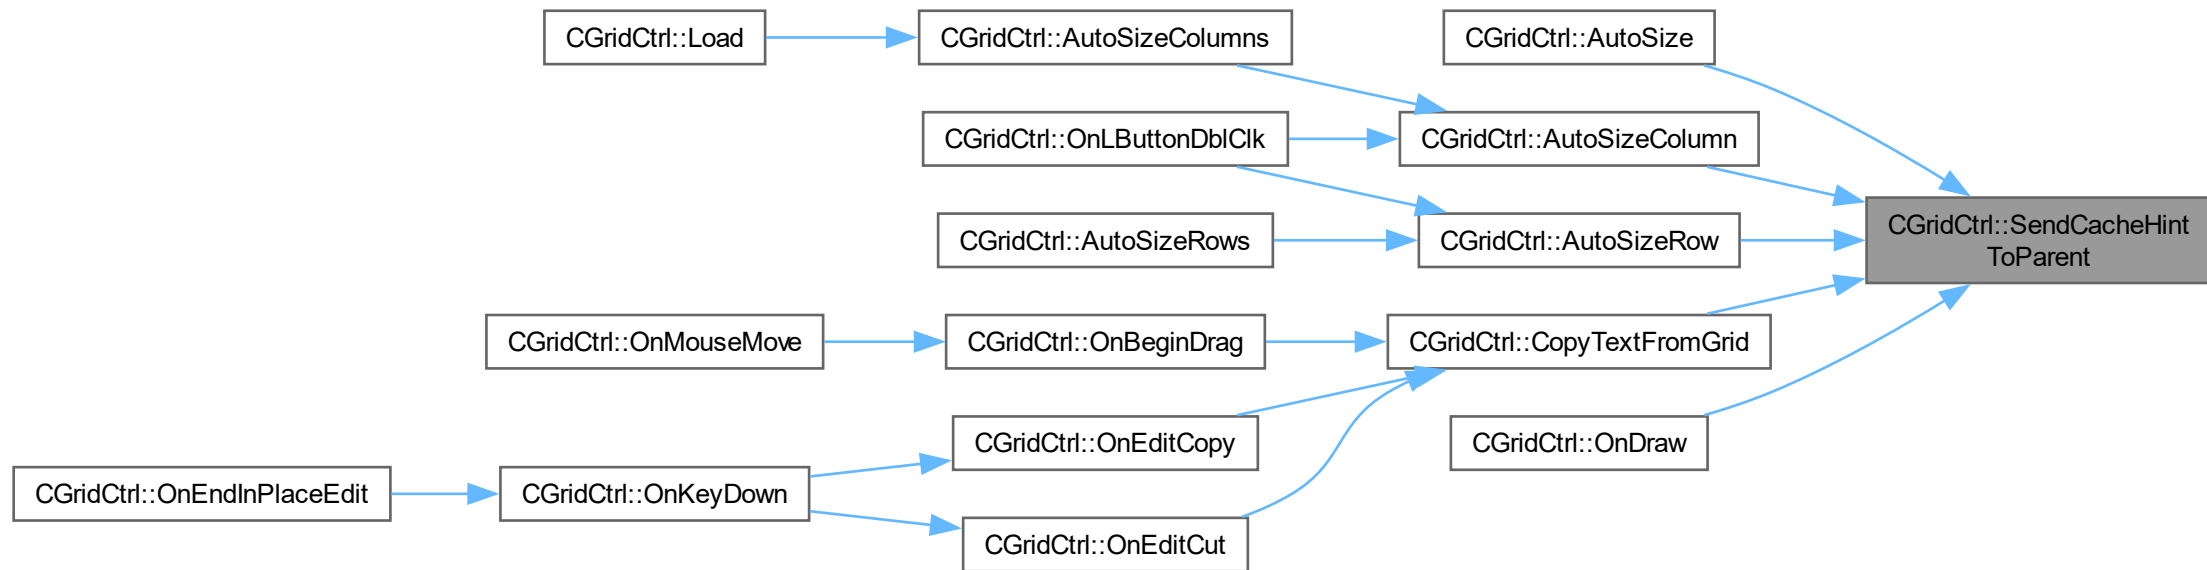 CGridCtrl::Load
CGridCtrl::AutoSizeColumns
CGridCtrl::AutoSize
CGridCtrl::OnLButtonDblClk
CGridCtrl::AutoSizeColumn
CGridCtrl::SendCacheHint
ToParent
CGridCtrl::AutoSizeRows
CGridCtrl::AutoSizeRow
CGridCtrl::OnMouseMove
CGridCtrl::OnBeginDrag
CGridCtrl::CopyTextFromGrid
CGridCtrl::OnEditCopy
CGridCtrl::OnDraw
CGridCtrl::OnEndInPlaceEdit
CGridCtrl::OnKeyDown
CGridCtrl::OnEditCut